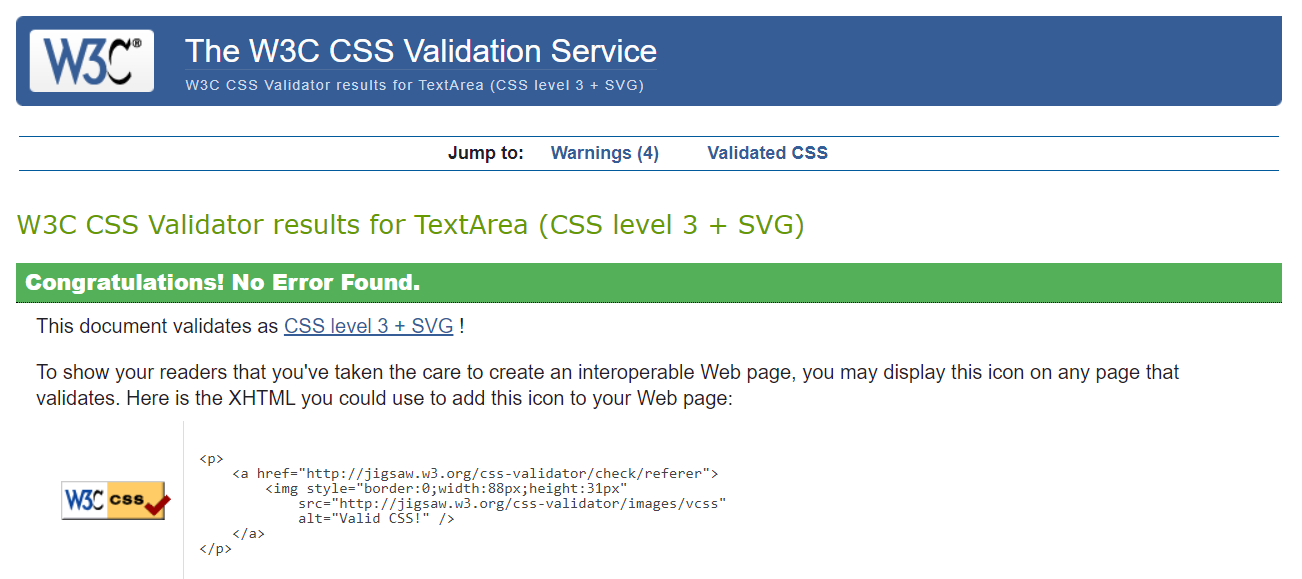 W3C® The W3C CSS Validation Service
W3C CSS Validator results for TextArea (CSS level 3 + SVG)
Jump to: Warnings (4) Validated CSS
W3C CSS Validator results for TextArea (CSS level 3 + SVG)
Congratulations! No Error Found.
This document validates as CSS level 3 + SVG !
To show your readers that you've taken the care to create an interoperable Web page, you may display this icon on any page that
validates. Here is the XHTML you could use to add this icon to your Web page:
W3C css
<p>
    <a href="http://jigsaw.w3.org/css-validator/check/referer">
        <img style="border:0;width:88px;height:31px"
            src="http://jigsaw.w3.org/css-validator/images/vcss"
            alt="Valid CSS!" />
    </a>
</p>